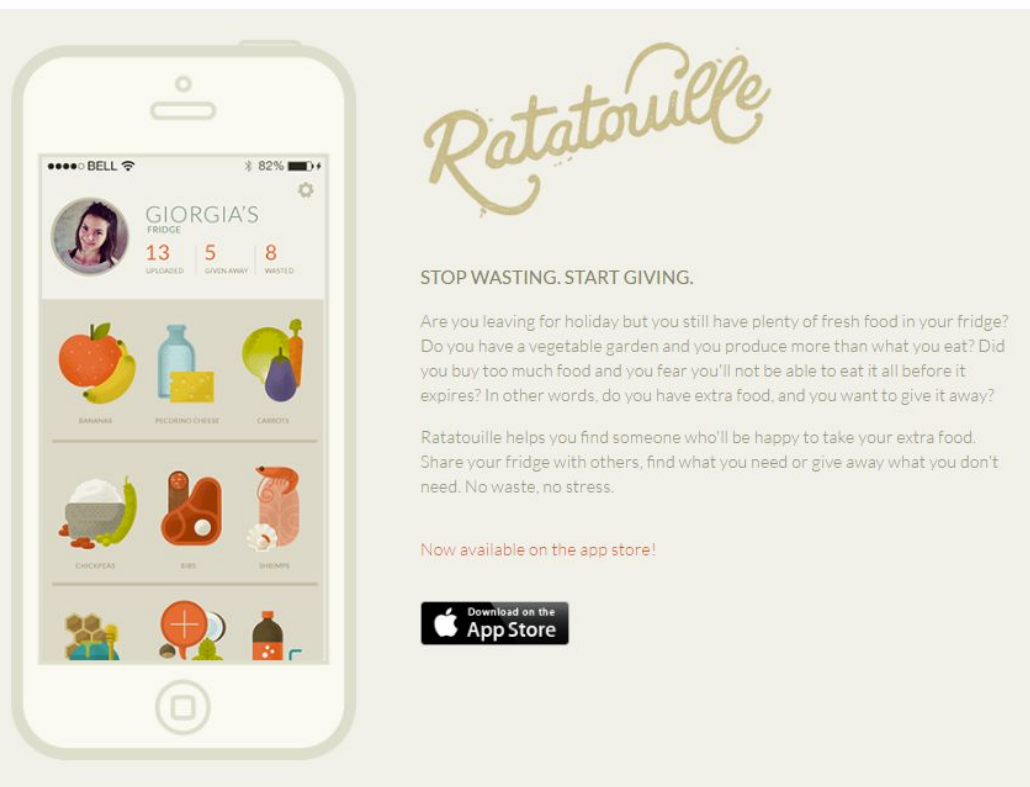 BELL
82%
GIORGIA'S
FRIDGE
13 5 8
UPLOADED GIVEN AWAY WASTED
BANANAS PECORINO CHEESE CARROTS
CHICKPEAS RIBS SHRIMPS
Ratatouille
STOP WASTING. START GIVING.
Are you leaving for holiday but you still have plenty of fresh food in your fridge?
Do you have a vegetable garden and you produce more than what you eat? Did
you buy too much food and you fear you'll not be able to eat it all before it
expires? In other words, do you have extra food, and you want to give it away?
Ratatouille helps you find someone who'll be happy to take your extra food.
Share your fridge with others, find what you need or give away what you don't
need. No waste, no stress.
Now available on the app store!
Download on the
App Store